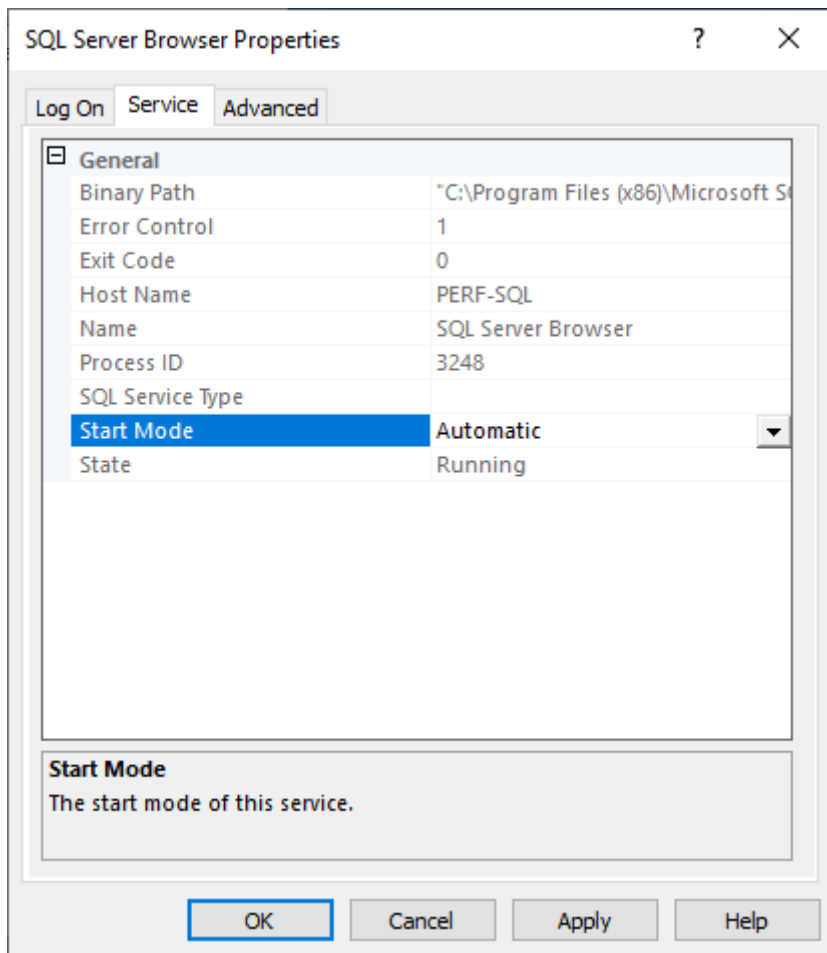 SQL Server Browser Properties
?
Log On Service Advanced
General
Binary Path "C:\Program Files (x86)\Microsoft
Error Control 1
Exit Code 0
Host Name PERF-SQL
Name SQL Server Browser
Process ID 3248
SQL Service Type
Start Mode Automatic
State Running
Start Mode
The start mode of this service.
OK Cancel Apply Help